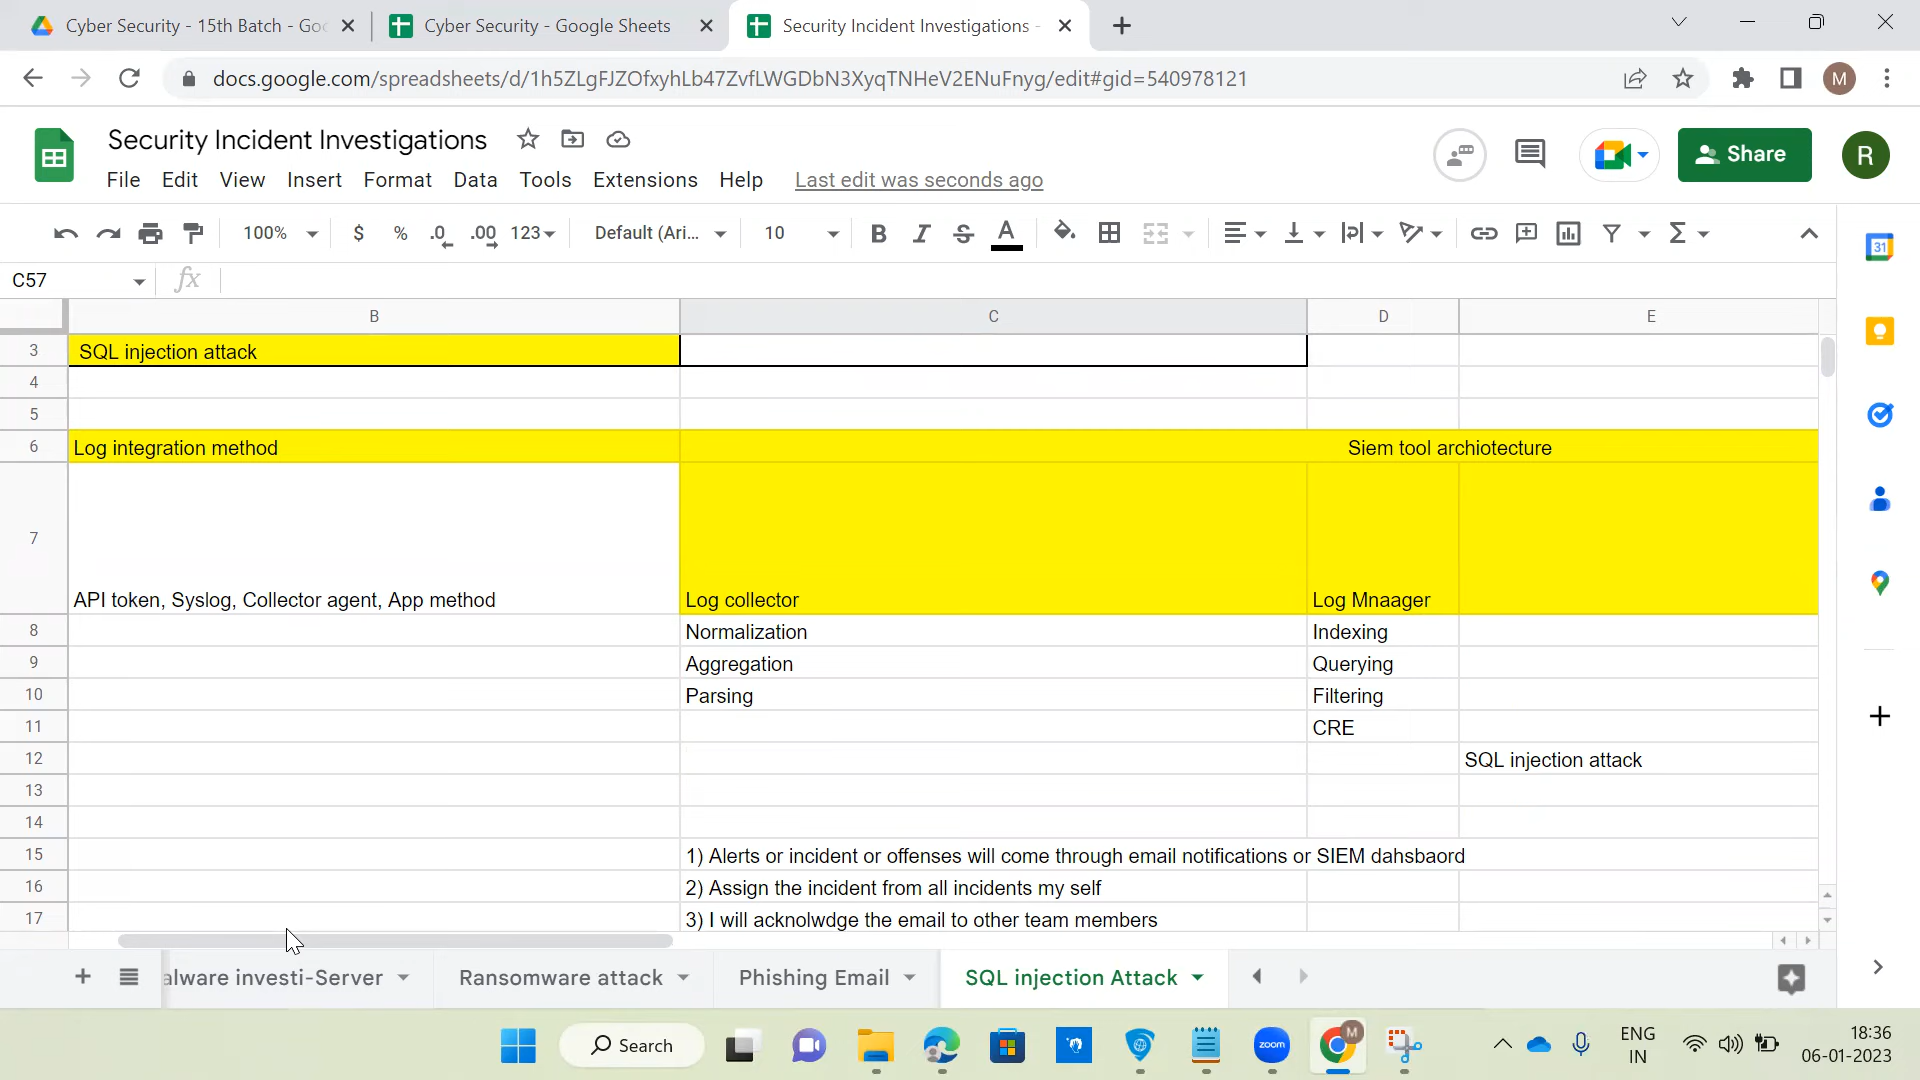 Cyber Security - 15th Batch - Goo
Cyber Security - Google Sheets
Security Incident Investigations -
docs.google.com/spreadsheets/d/1h5ZLgFJZOfxyhLb47ZvfLWGDbN3XyqTNHeV2ENuFnyg/edit#gid=540978121
M
Security Incident Investigations
Share
R
File Edit View Insert Format Data Tools Extensions Help Last edit was seconds ago
100% $ % .0 .00 123 Default (Ari... 10 B I S A
31
C57 fx
B C D E
3 SQL injection attack
4
5
6 Log integration method Siem tool archiotecture
7 API token, Syslog, Collector agent, App method Log collector Log Mnaager
8 Normalization Indexing
9 Aggregation Querying
10 Parsing Filtering
11 CRE
12 SQL injection attack
13
14
15 1) Alerts or incident or offenses will come through email notifications or SIEM dahsbaord
16 2) Assign the incident from all incidents my self
17 3) I will acknolwdge the email to other team members
alware investi-Server Ransomware attack Phishing Email SQL injection Attack
Search
zoom
M
ENG
IN
18:36
06-01-2023